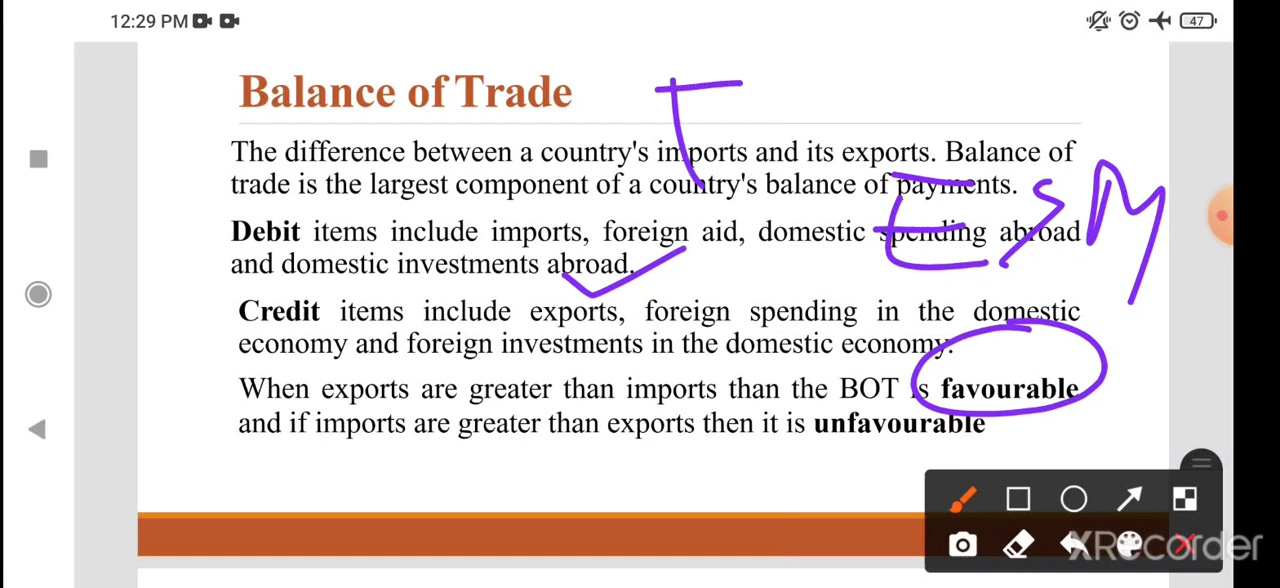 12:29 PM
47
Balance of Trade
The difference between a country's imports and its exports. Balance of
trade is the largest component of a country's balance of payments.
Debit items include imports, foreign aid, domestic spending abroad
and domestic investments abroad.
E > M
Credit items include exports, foreign spending in the domestic
economy and foreign investments in the domestic economy.
When exports are greater than imports than the BOT is favourable
and if imports are greater than exports then it is unfavourable
XRecorder